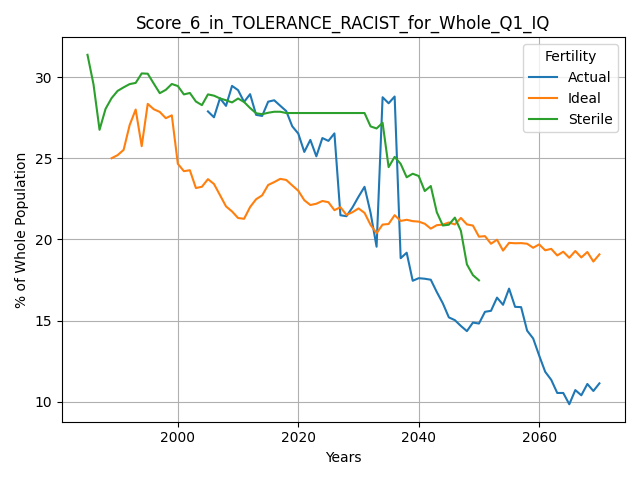 Score_6_in_TOLERANCE_RACIST_for_Whole_Q1_IQ
Fertility
Actual
Ideal
Sterile
% of Whole Population
30
25
20
15
10
2000 2020 2040 2060
Years